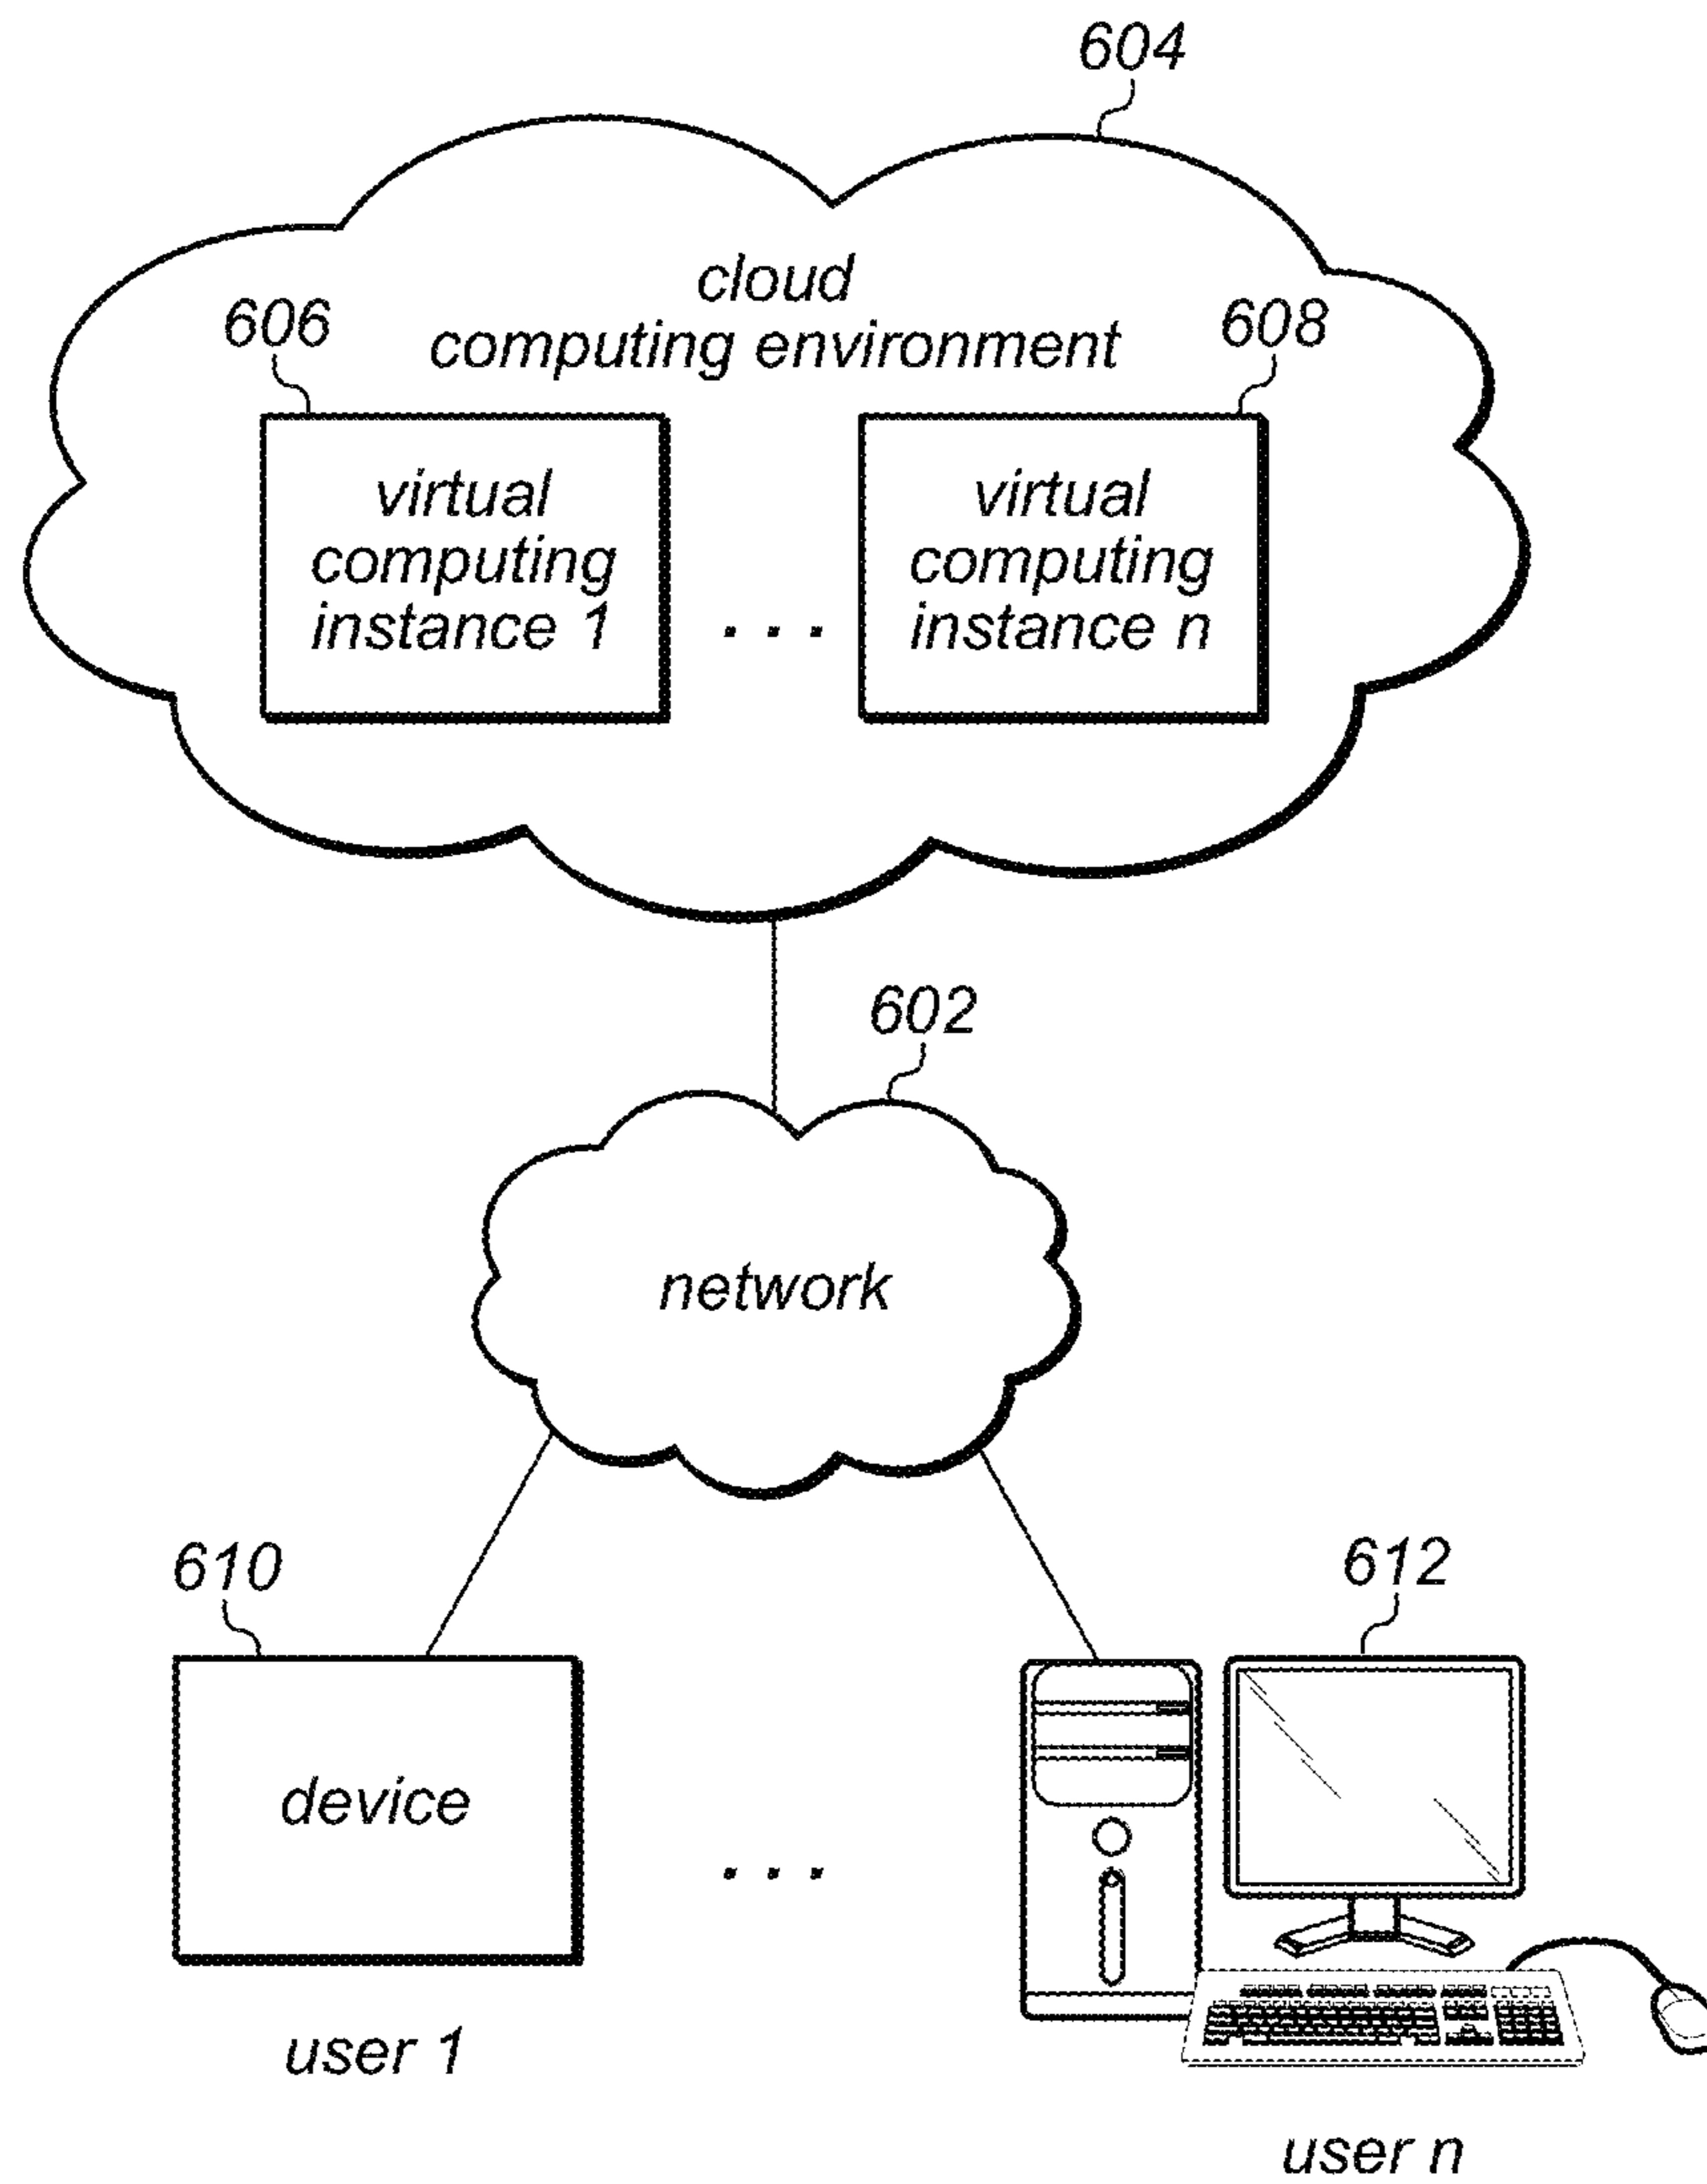 604
cloud
computing environment
606
608
virtual
computing
instance 1
...
virtual
computing
instance n
602
network
610
612
device
...
user 1
user n